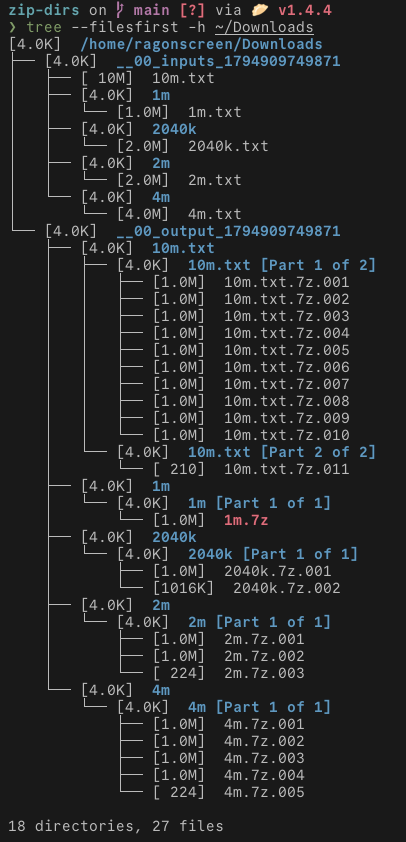 zip-dirs on main [?] via 🥟 v1.4.4
❯ tree --filesfirst -h ~/Downloads
[4.0K]  /home/ragonscreen/Downloads
├── [4.0K]  __00_inputs_1794909749871
│   ├── [ 10M]  10m.txt
│   ├── [4.0K]  1m
│   │   └── [1.0M]  1m.txt
│   ├── [4.0K]  2040k
│   │   └── [2.0M]  2040k.txt
│   ├── [4.0K]  2m
│   │   └── [2.0M]  2m.txt
│   └── [4.0K]  4m
│       └── [4.0M]  4m.txt
└── [4.0K]  __00_output_1794909749871
    ├── [4.0K]  10m.txt
    │   ├── [4.0K]  10m.txt [Part 1 of 2]
    │   │   ├── [1.0M]  10m.txt.7z.001
    │   │   ├── [1.0M]  10m.txt.7z.002
    │   │   ├── [1.0M]  10m.txt.7z.003
    │   │   ├── [1.0M]  10m.txt.7z.004
    │   │   ├── [1.0M]  10m.txt.7z.005
    │   │   ├── [1.0M]  10m.txt.7z.006
    │   │   ├── [1.0M]  10m.txt.7z.007
    │   │   ├── [1.0M]  10m.txt.7z.008
    │   │   ├── [1.0M]  10m.txt.7z.009
    │   │   └── [1.0M]  10m.txt.7z.010
    │   └── [4.0K]  10m.txt [Part 2 of 2]
    │       └── [ 210]  10m.txt.7z.011
    ├── [4.0K]  1m
    │   └── [4.0K]  1m [Part 1 of 1]
    │       └── [1.0M]  1m.7z
    ├── [4.0K]  2040k
    │   └── [4.0K]  2040k [Part 1 of 1]
    │       ├── [1.0M]  2040k.7z.001
    │       └── [1016K]  2040k.7z.002
    ├── [4.0K]  2m
    │   └── [4.0K]  2m [Part 1 of 1]
    │       ├── [1.0M]  2m.7z.001
    │       ├── [1.0M]  2m.7z.002
    │       └── [ 224]  2m.7z.003
    └── [4.0K]  4m
        └── [4.0K]  4m [Part 1 of 1]
            ├── [1.0M]  4m.7z.001
            ├── [1.0M]  4m.7z.002
            ├── [1.0M]  4m.7z.003
            ├── [1.0M]  4m.7z.004
            └── [ 224]  4m.7z.005

18 directories, 27 files